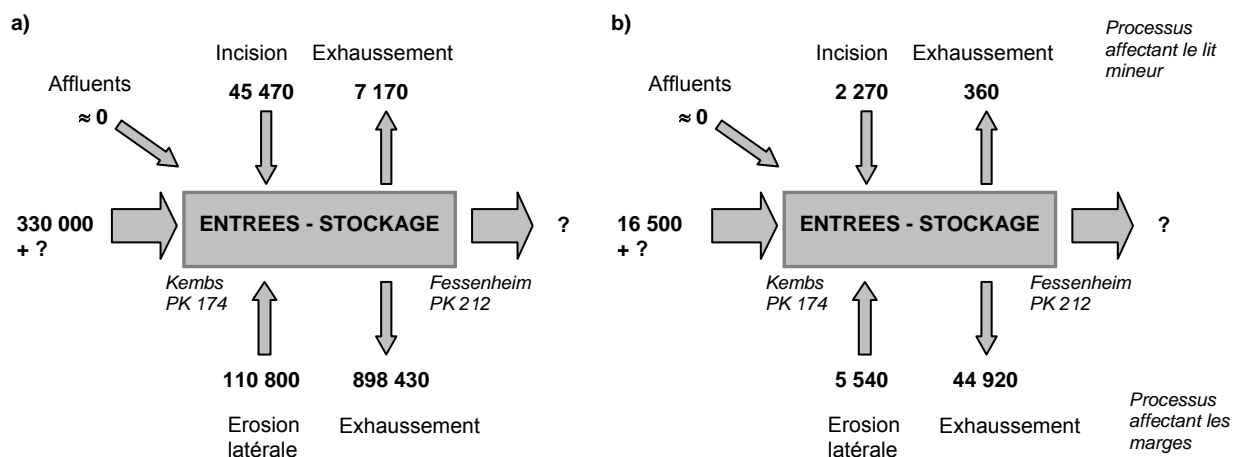 a)
Incision
Exhaussement
45 470
7 170
Affluents
≈ 0
330 000
+ ?
ENTREES - STOCKAGE
?
Kembs
PK 174
Fessenheim
PK 212
110 800
898 430
Erosion
latérale
Exhaussement
b)
Processus
affectant le lit
mineur
Incision
Exhaussement
2 270
360
Affluents
≈ 0
16 500
+ ?
ENTREES - STOCKAGE
?
Kembs
PK 174
Fessenheim
PK 212
5 540
44 920
Erosion
latérale
Exhaussement
Processus
affectant les
marges